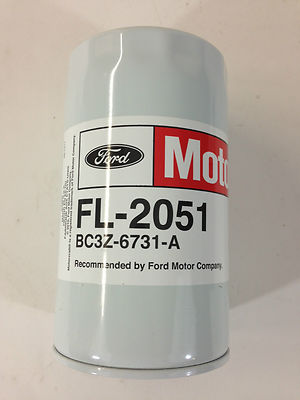 Ford
Moto
FL-2051
BC3Z-6731-A
Recommended by Ford Motor Company.